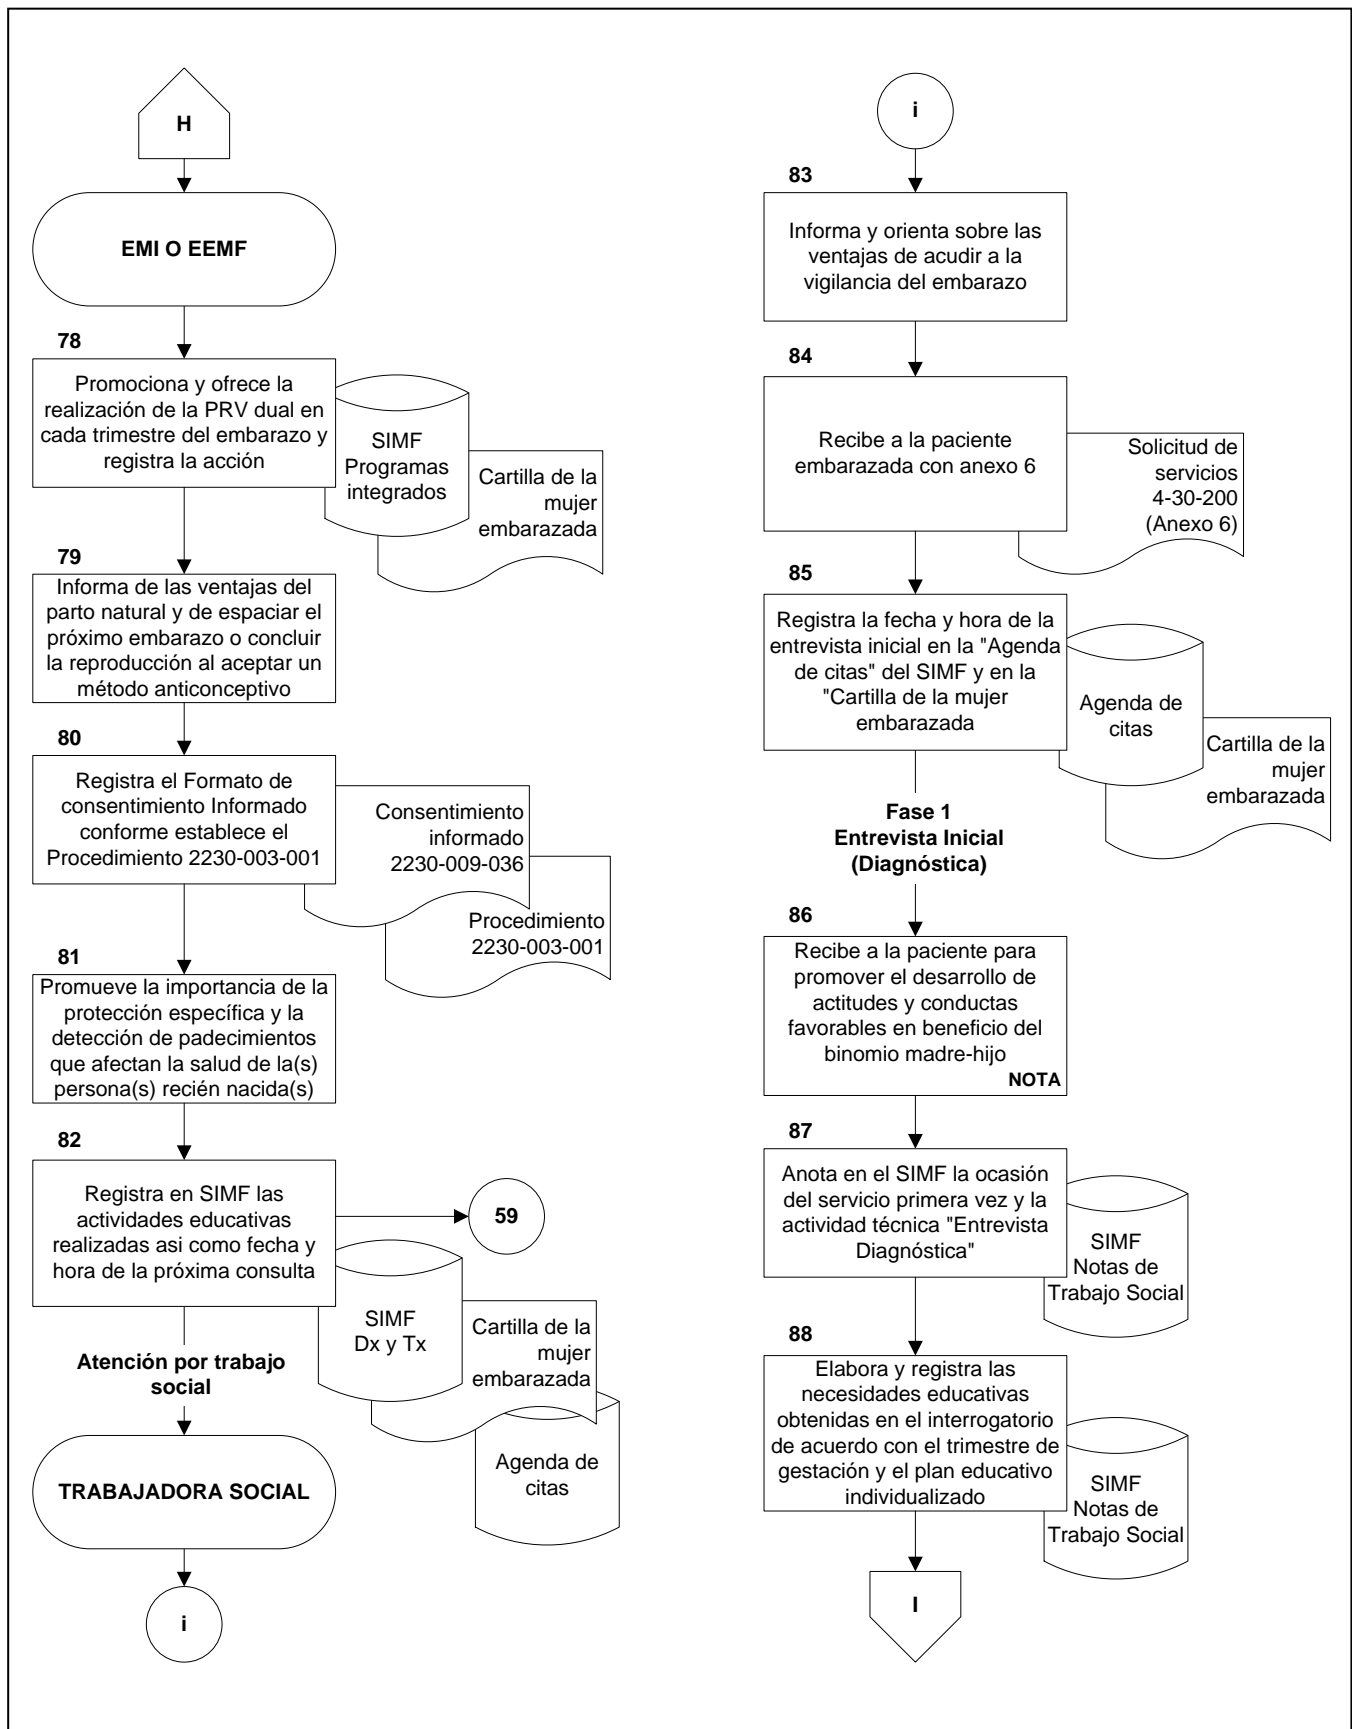 H
EMI O EEMF
78
Promociona y ofrece la
realización de la PRV dual en
cada trimestre del embarazo y
registra la acción
SIMF
Programas
integrados
Cartilla de la
mujer
embarazada
79
Informa de las ventajas del
parto natural y de espaciar el
próximo embarazo o concluir
la reproducción al aceptar un
método anticonceptivo
80
Registra el Formato de
consentimiento Informado
conforme establece el
Procedimiento 2230-003-001
Consentimiento
informado
2230-009-036
Procedimiento
2230-003-001
81
Promueve la importancia de la
protección específica y la
detección de padecimientos
que afectan la salud de la(s)
persona(s) recién nacida(s)
82
Registra en SIMF las
actividades educativas
realizadas asi como fecha y
hora de la próxima consulta
59
SIMF
Dx y Tx
Cartilla de la
mujer
embarazada
Agenda de
citas
Atención por trabajo
social
TRABAJADORA SOCIAL
i
i
83
Informa y orienta sobre las
ventajas de acudir a la
vigilancia del embarazo
84
Recibe a la paciente
embarazada con anexo 6
Solicitud de
servicios
4-30-200
(Anexo 6)
85
Registra la fecha y hora de la
entrevista inicial en la "Agenda
de citas" del SIMF y en la
"Cartilla de la mujer
embarazada
Agenda de
citas
Cartilla de la
mujer
embarazada
Fase 1
Entrevista Inicial
(Diagnóstica)
86
Recibe a la paciente para
promover el desarrollo de
actitudes y conductas
favorables en beneficio del
binomio madre-hijo
NOTA
87
Anota en el SIMF la ocasión
del servicio primera vez y la
actividad técnica "Entrevista
Diagnóstica"
SIMF
Notas de
Trabajo Social
88
Elabora y registra las
necesidades educativas
obtenidas en el interrogatorio
de acuerdo con el trimestre de
gestación y el plan educativo
individualizado
SIMF
Notas de
Trabajo Social
I